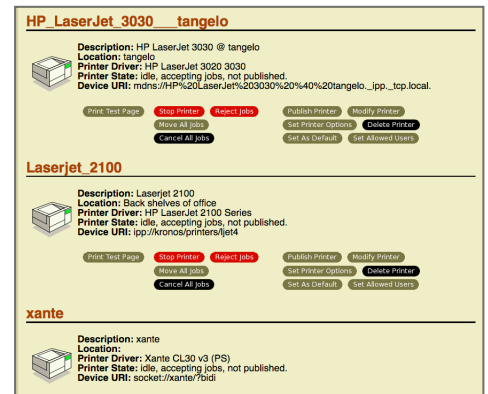 HP_LaserJet_3030___tangelo
Description: HP LaserJet 3030 @ tangelo
Location: tangelo
Printer Driver: HP LaserJet 3020 3030
Printer State: idle, accepting jobs, not published.
Device URI: mdns://HP%20LaserJet%203030%20%40%20tangelo._ipp._tcp.local.
Print Test Page Stop Printer Reject Jobs Publish Printer Modify Printer
Move All Jobs Set Printer Options Delete Printer
Cancel All Jobs Set As Default Set Allowed Users
Laserjet_2100
Description: Laserjet 2100
Location: Back shelves of office
Printer Driver: HP LaserJet 2100 Series
Printer State: idle, accepting jobs, not published.
Device URI: ipp://kronos/printers/ljet4
Print Test Page Stop Printer Reject Jobs Publish Printer Modify Printer
Move All Jobs Set Printer Options Delete Printer
Cancel All Jobs Set As Default Set Allowed Users
xante
Description: xante
Location:
Printer Driver: Xante CL30 v3 (PS)
Printer State: idle, accepting jobs, not published.
Device URI: socket://xante/?bidi